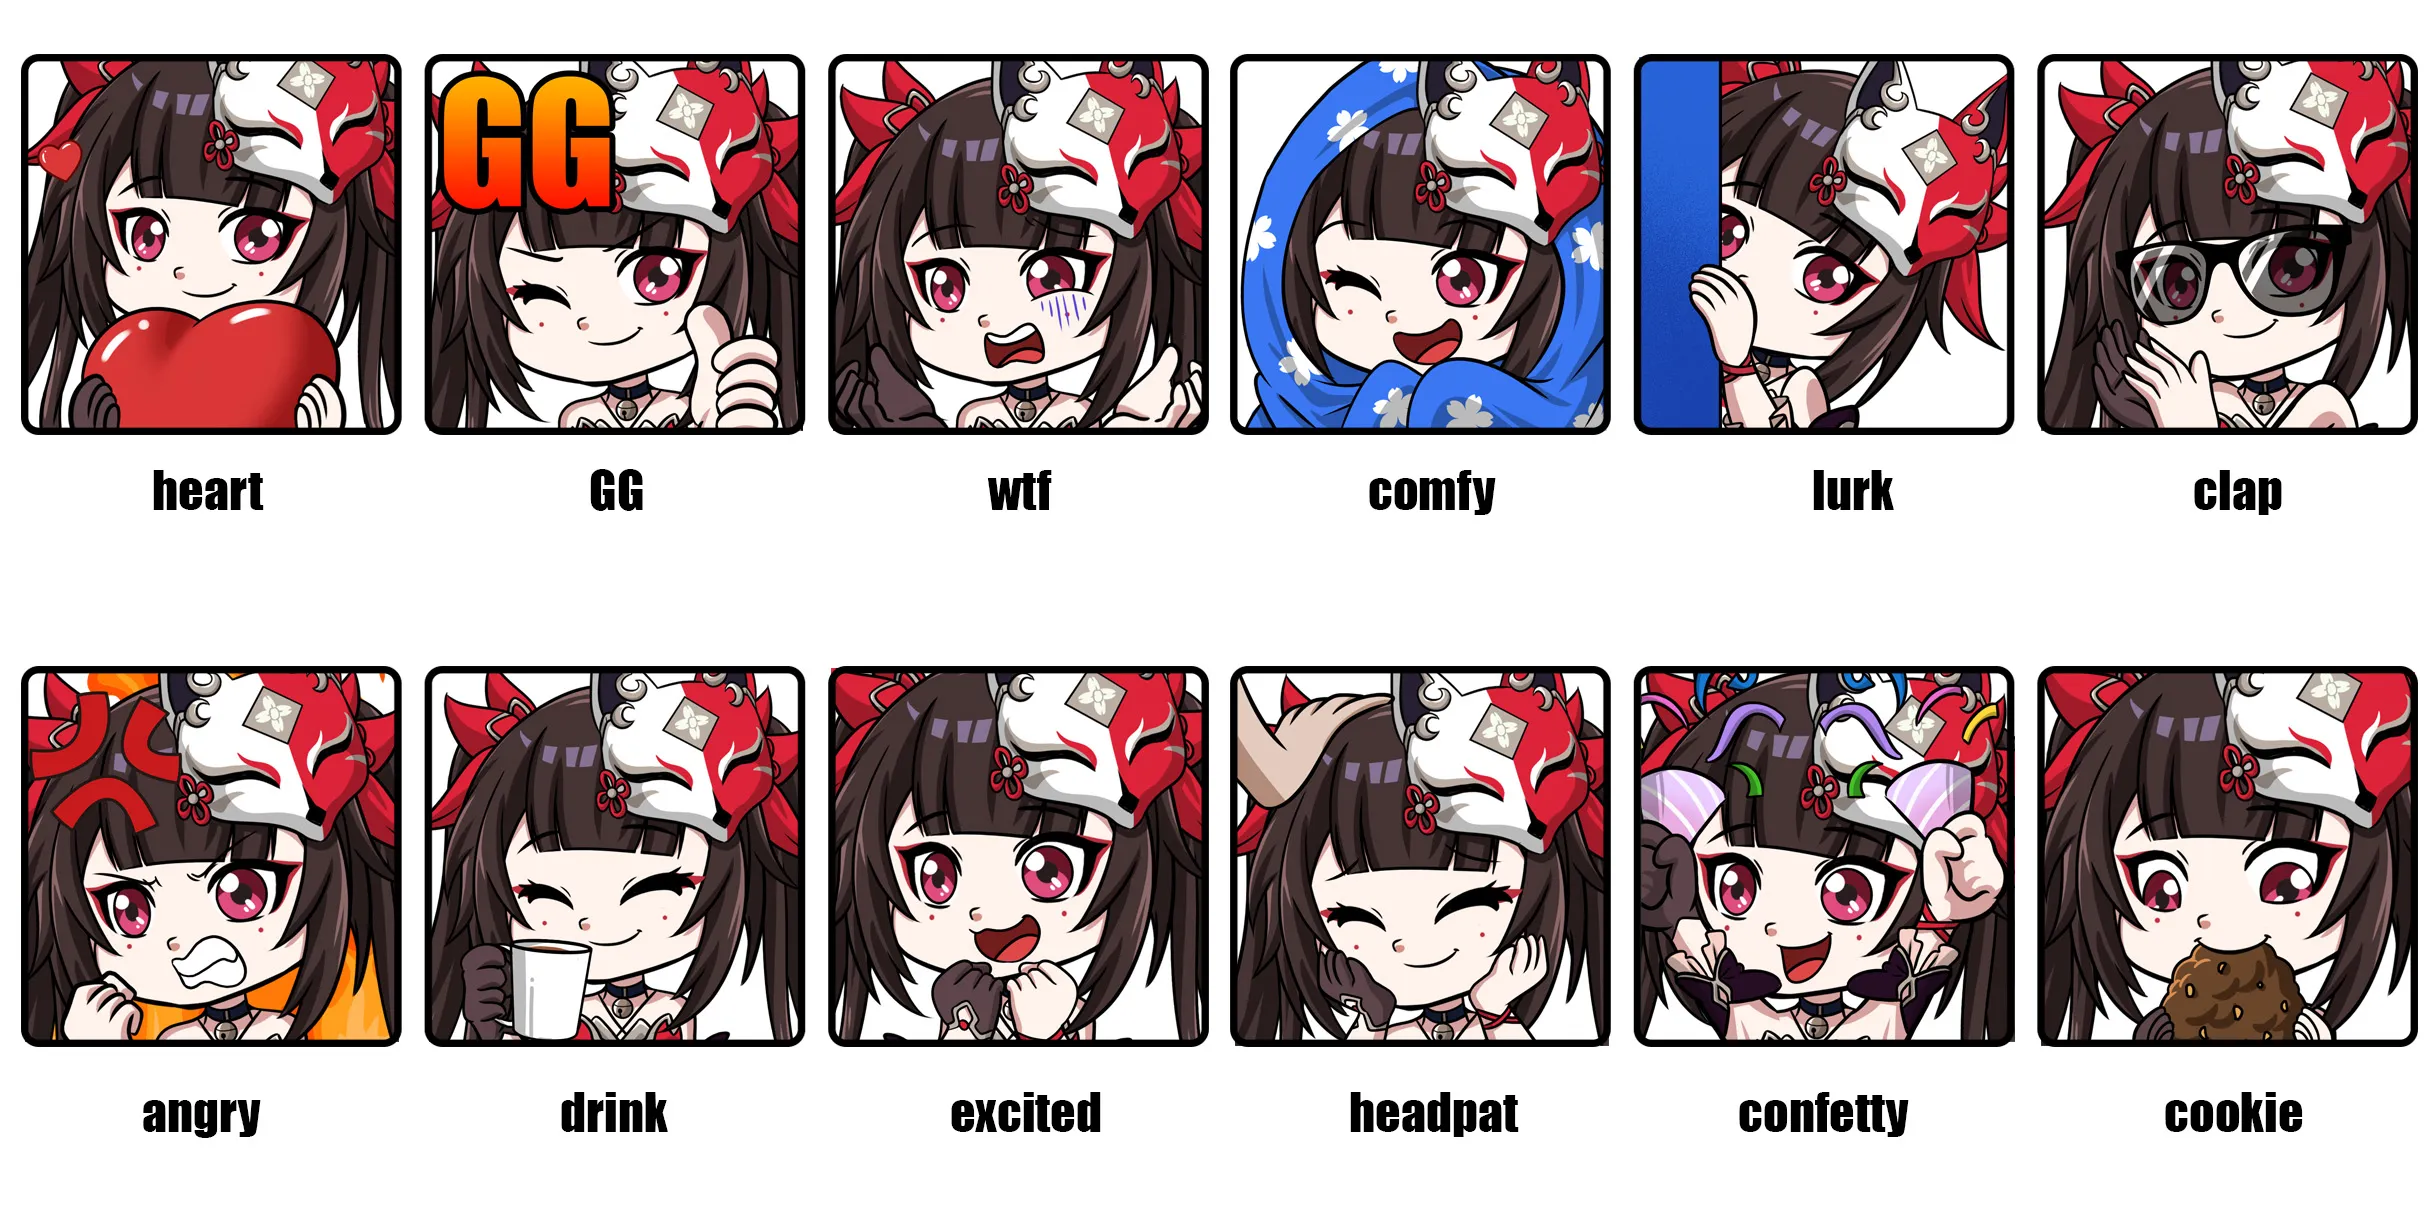 GG
heart
GG
wtf
comfy
lurk
clap
angry
drink
excited
headpat
confetty
cookie